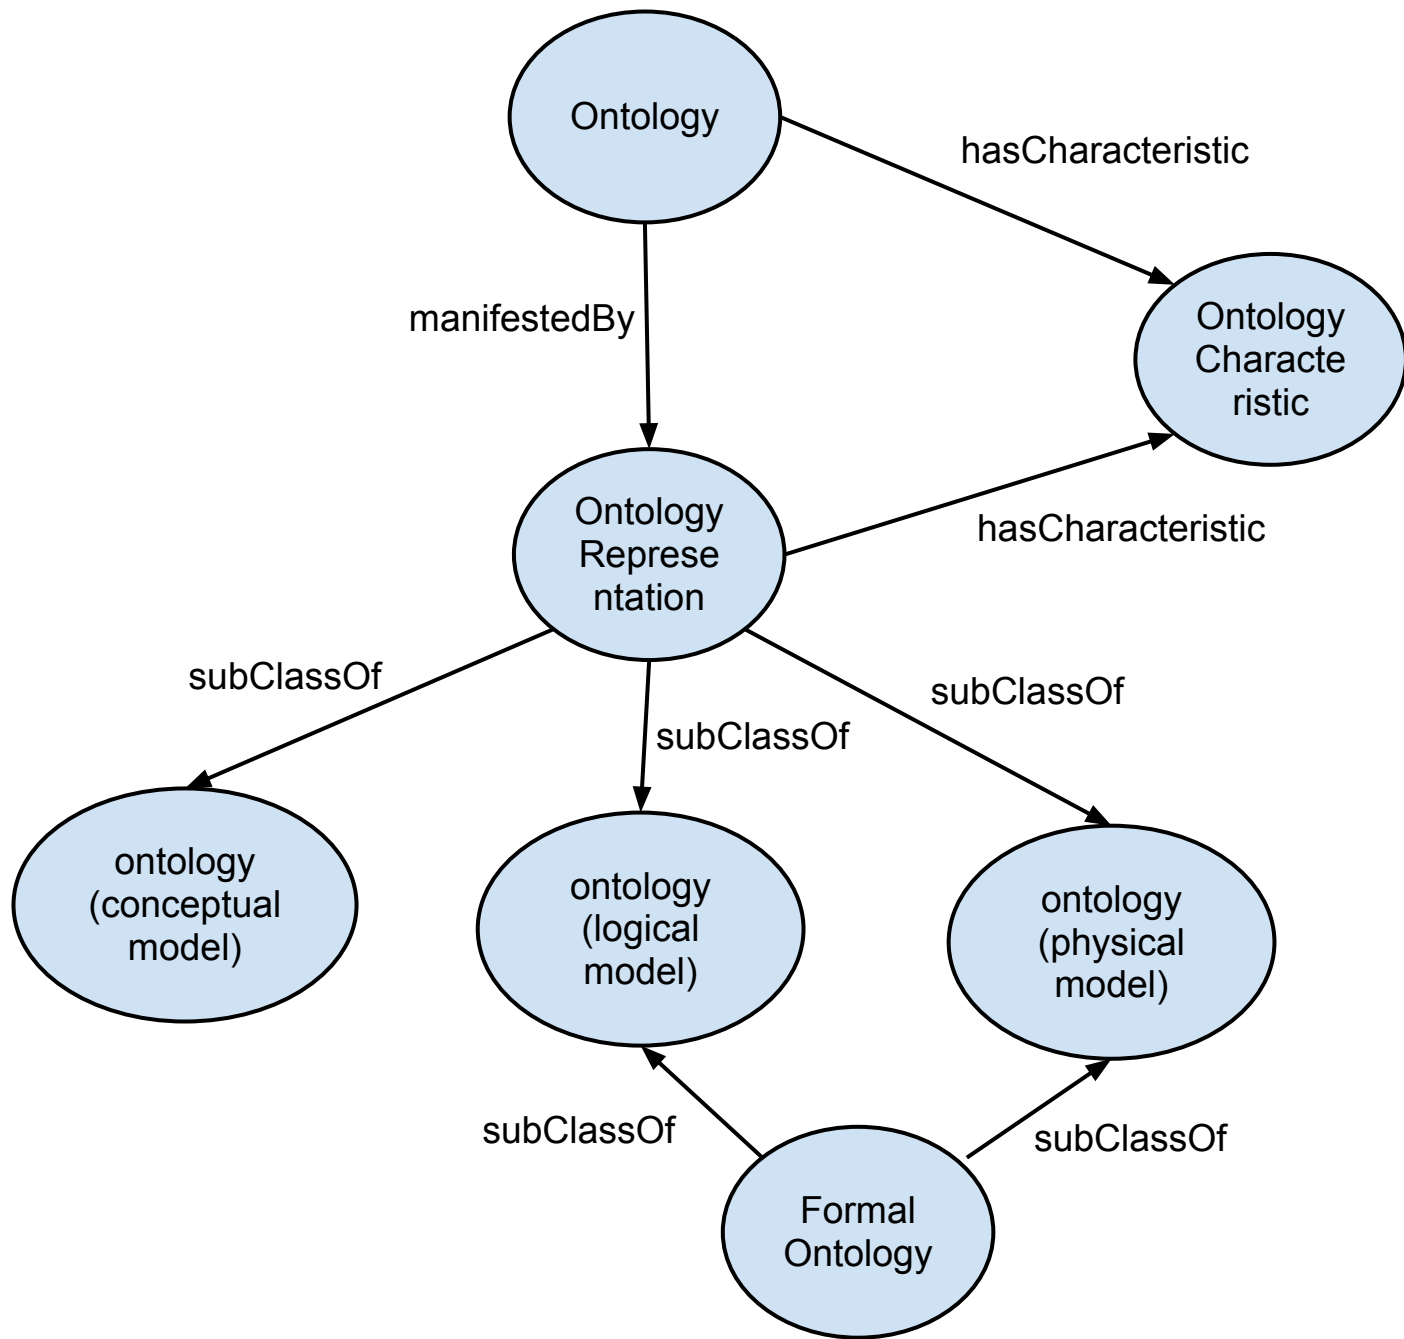 Ontology
hasCharacteristic
manifestedBy
Ontology
Characte
ristic
Ontology
Represe
ntation
hasCharacteristic
subClassOf
subClassOf
subClassOf
ontology
(conceptual
model)
ontology
(logical
model)
ontology
(physical
model)
subClassOf
subClassOf
Formal
Ontology